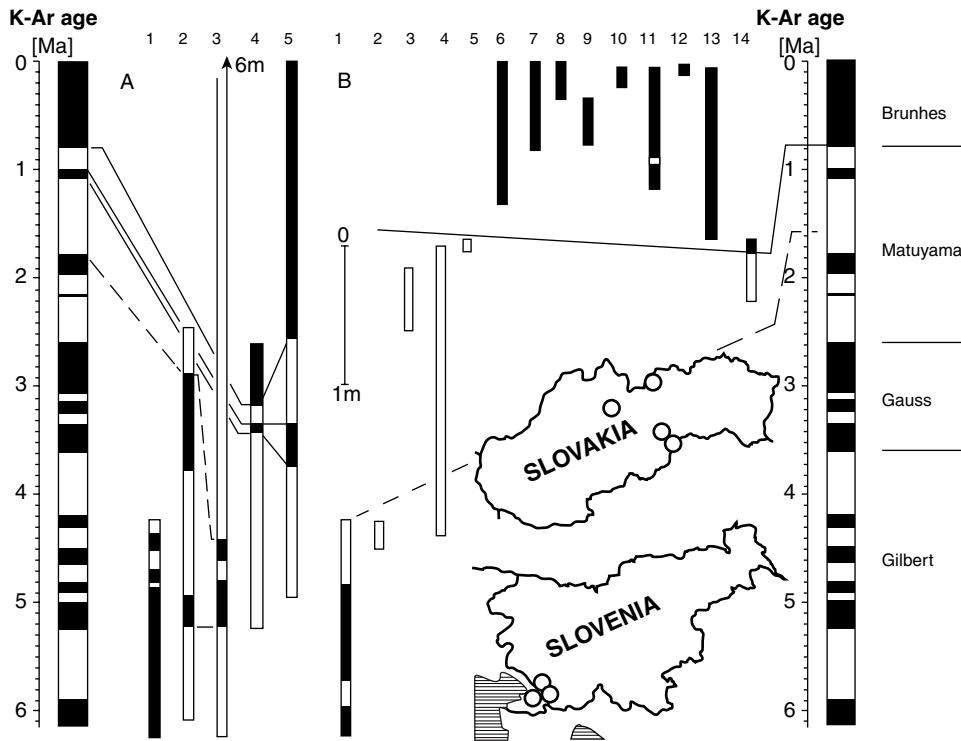 K-Ar age
[Ma]
1 2 3 4 5
6m
A
0
1
2
3
4
5
6
B
1 2 3 4 5 6 7 8 9 10 11 12 13 14
0
1m
SLOVAKIA
SLOVENIA
K-Ar age
[Ma]
0
1
2
3
4
5
6
Brunhes
Matuyama
Gauss
Gilbert